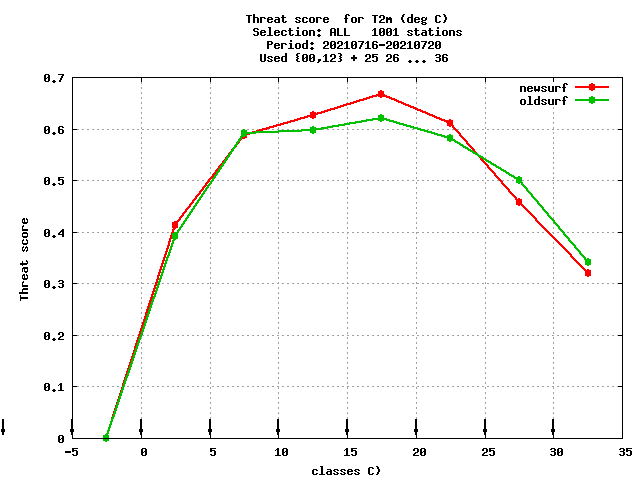 Threat score  for T2m (deg C)
Selection: ALL   1001 stations
Period: 20210716-20210720
Used {00,12} + 25 26 ... 36
0.7
newsurf
oldsurf
0.6
0.5
0.4
Threat score
0.3
0.2
0.1
0
-5 0 5 10 15 20 25 30 35
classes C)